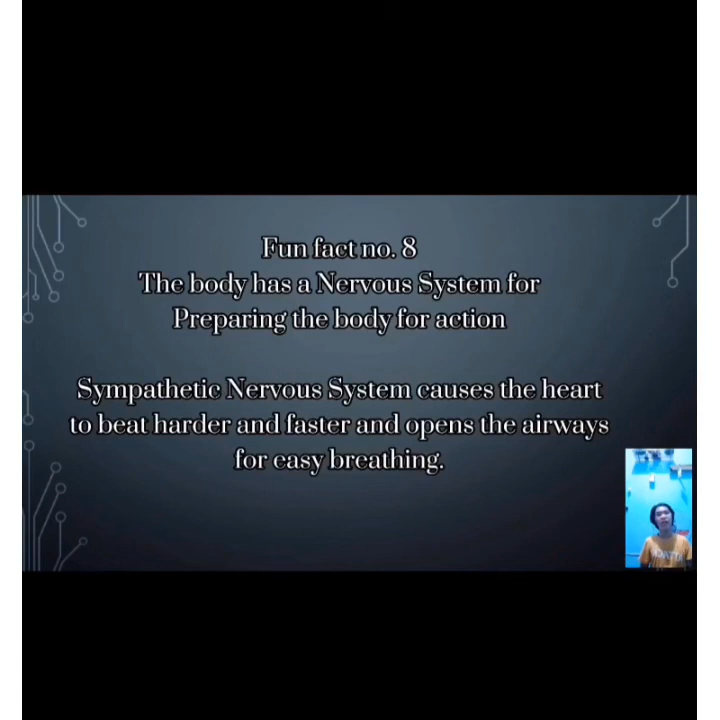 Fun fact no. 8
The body has a Nervous System for
Preparing the body for action
Sympathetic Nervous System causes the heart
to beat harder and faster and opens the airways
for easy breathing.